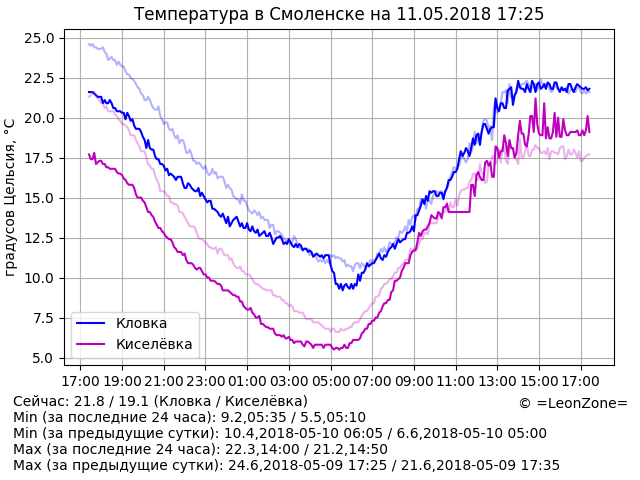 Температура в Смоленске на 11.05.2018 17:25
градусов Цельсия, °C
25.0
22.5
20.0
17.5
15.0
12.5
10.0
7.5
5.0
Кловка
Киселёвка
17:00 19:00 21:00 23:00 01:00 03:00 05:00 07:00 09:00 11:00 13:00 15:00 17:00
Сейчас: 21.8 / 19.1 (Кловка / Киселёвка)
© =LeonZone=
Min (за последние 24 часа): 9.2,05:35 / 5.5,05:10
Min (за предыдущие сутки): 10.4,2018-05-10 06:05 / 6.6,2018-05-10 05:00
Max (за последние 24 часа): 22.3,14:00 / 21.2,14:50
Max (за предыдущие сутки): 24.6,2018-05-09 17:25 / 21.6,2018-05-09 17:35